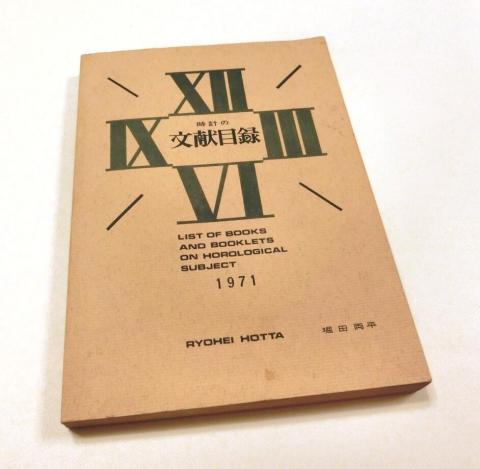 XII
時計の
IX 文献目録 III
VI
LIST OF BOOKS
AND BOOKLETS
ON HOROLOGICAL
SUBJECT
1971
RYOHEI HOTTA 堀田両平